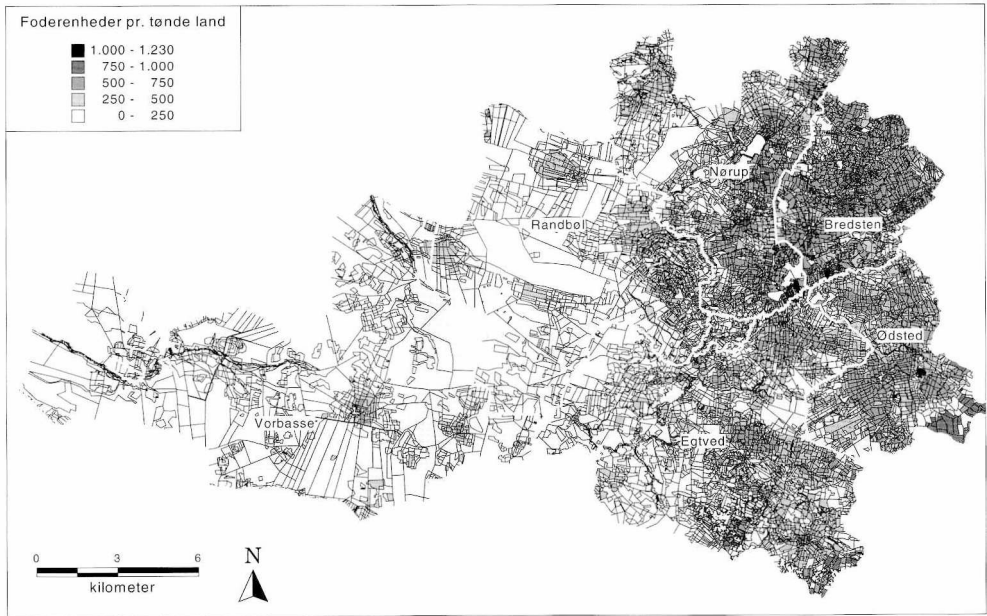 Foderenheder pr. tønde land
1.000 - 1.230
750 - 1.000
500 - 750
250 - 500
0 - 250
Nørup
Randbøl
Bredsten
Ødsted
Vorbasse
Egtved
0 3 6
kilometer
N